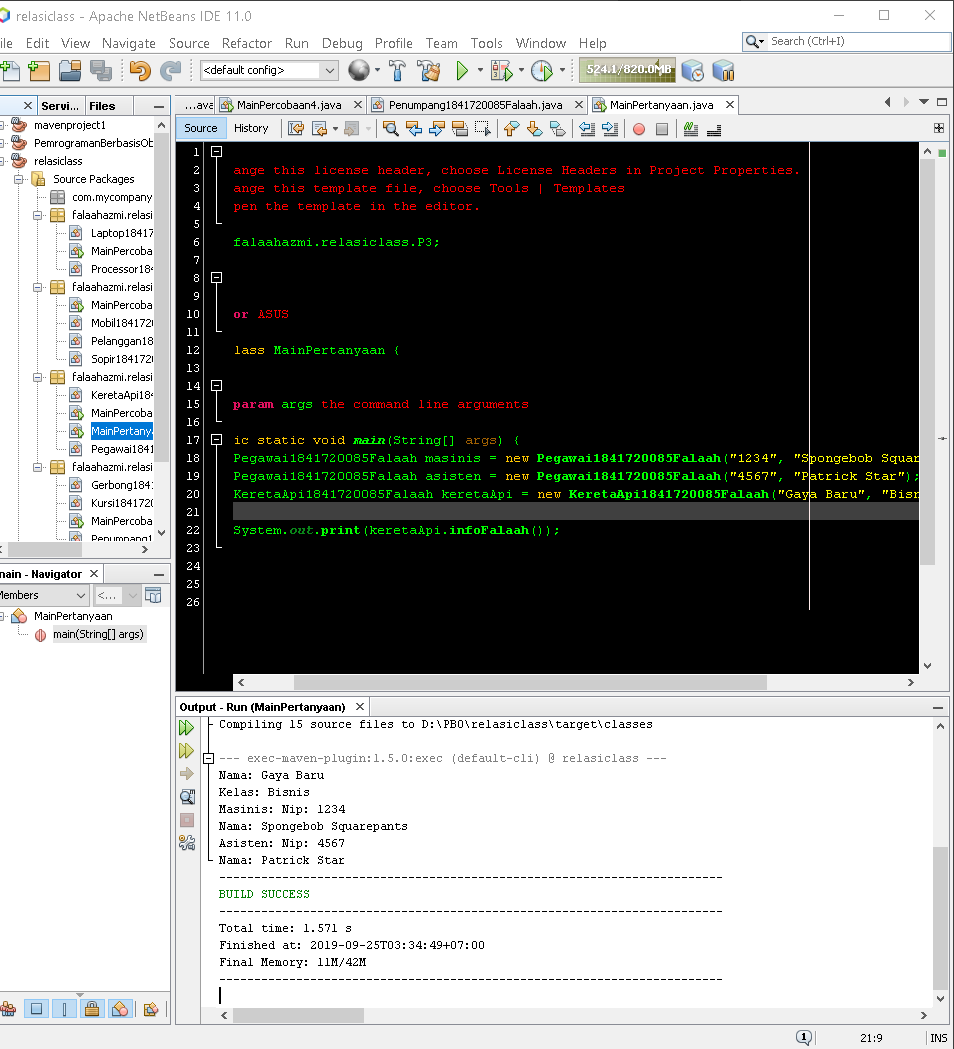 relasiclass - Apache NetBeans IDE 11.0
ile Edit View Navigate Source Refactor Run Debug Profile Team Tools Window Help
Search (Ctrl+I)
<default config>
524.1/820.0MB
Servi... Files
...ava MainPercobaan4.java Penumpang1841720085Falaah.java MainPertanyaan.java
mavenproject1
PemrogramanBerbasisOb
relasiclass
Source Packages
com.mycompany
falaahazmi.relasi
Laptop18417
MainPercoba
Processor184
falaahazmi.relasi
MainPercoba
Mobil184172
Pelanggan18
Sopir184172
falaahazmi.relasi
KeretaApi184
MainPercoba
MainPertanya
Pegawai1841
falaahazmi.relasi
Gerbong184
Kursi184172
MainPercoba
Penumpang1
Source History
1
2 ange this license header, choose License Headers in Project Properties.
3 ange this template file, choose Tools | Templates
4 pen the template in the editor.
5
6 falaahazmi.relasiclass.P3;
7
8
9
10 or ASUS
11
12 lass MainPertanyaan {
13
14
15 param args the command line arguments
16
17 ic static void main(String[] args) {
18 Pegawai1841720085Falaah masinis = new Pegawai1841720085Falaah("1234", "Spongebob Squar
19 Pegawai1841720085Falaah asisten = new Pegawai1841720085Falaah("4567", "Patrick Star");
20 KeretaApi1841720085Falaah keretaApi = new KeretaApi1841720085Falaah("Gaya Baru", "Bisn
21
22 System.out.print(keretaApi.infoFalaah());
23
24
25
26
main - Navigator
Members <...
MainPertanyaan
main(String[] args)
Output - Run (MainPertanyaan)
Compiling 15 source files to D:\PBO\relasiclass\target\classes
--- exec-maven-plugin:1.5.0:exec (default-cli) @ relasiclass ---
Nama: Gaya Baru
Kelas: Bisnis
Masinis: Nip: 1234
Nama: Spongebob Squarepants
Asisten: Nip: 4567
Nama: Patrick Star
------------------------------------------------------------------------
BUILD SUCCESS
------------------------------------------------------------------------
Total time: 1.571 s
Finished at: 2019-09-25T03:34:49+07:00
Final Memory: 11M/42M
------------------------------------------------------------------------
1 21:9 INS